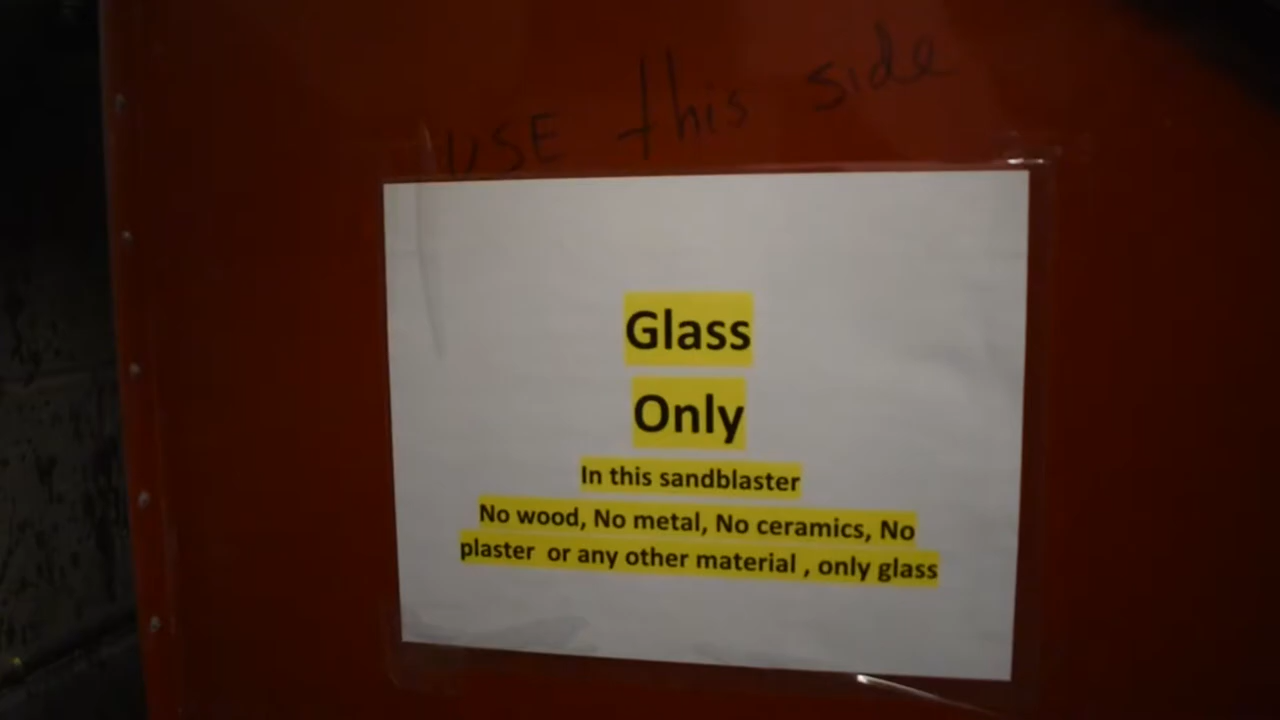 USE this side
Glass
Only
In this sandblaster
No wood, No metal, No ceramics, No
plaster or any other material , only glass